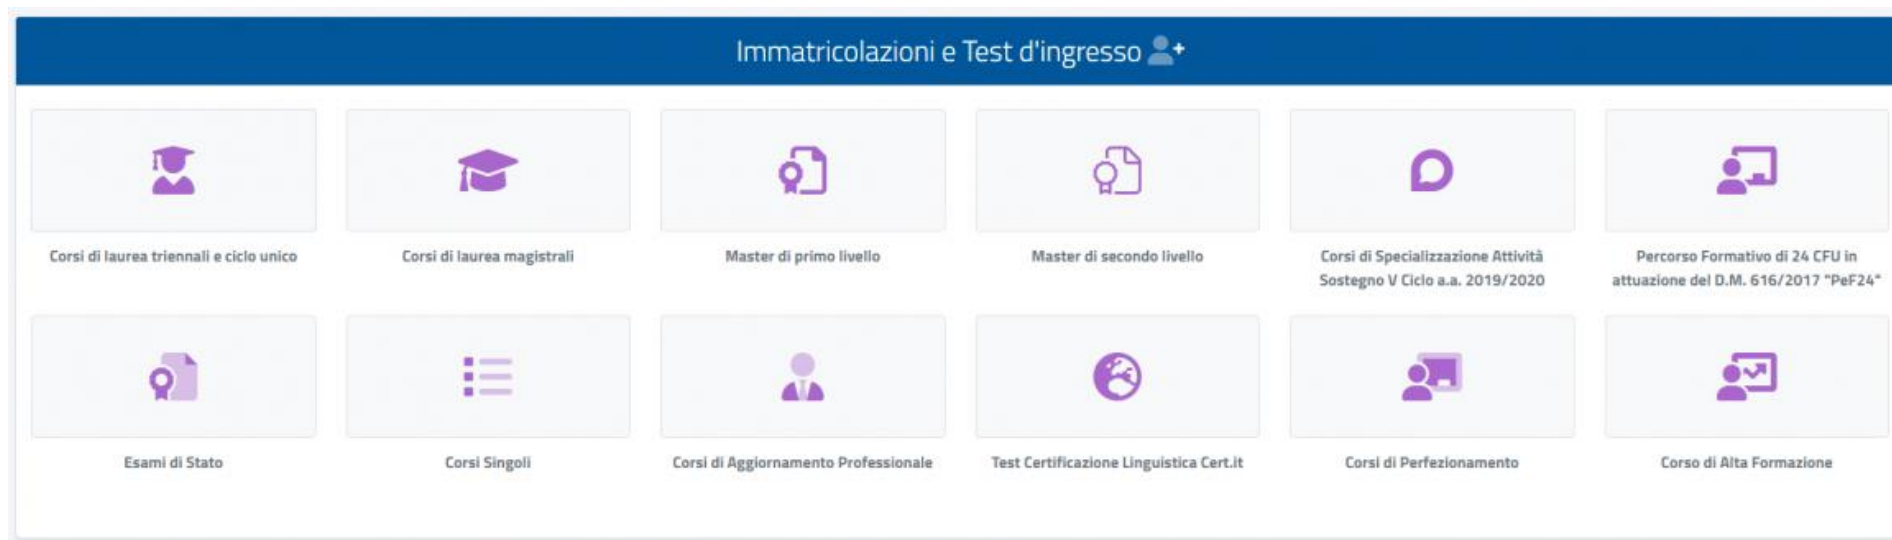 Immatricolazioni e Test d'ingresso
Corsi di laurea triennali e ciclo unico
Corsi di laurea magistrali
Master di primo livello
Master di secondo livello
Corsi di Specializzazione Attività
Sostegno V Ciclo a.a. 2019/2020
Percorso Formativo di 24 CFU in
attuazione del D.M. 616/2017 "PeF24"
Esami di Stato
Corsi Singoli
Corsi di Aggiornamento Professionale
Test Certificazione Linguistica Cert.it
Corsi di Perfezionamento
Corso di Alta Formazione